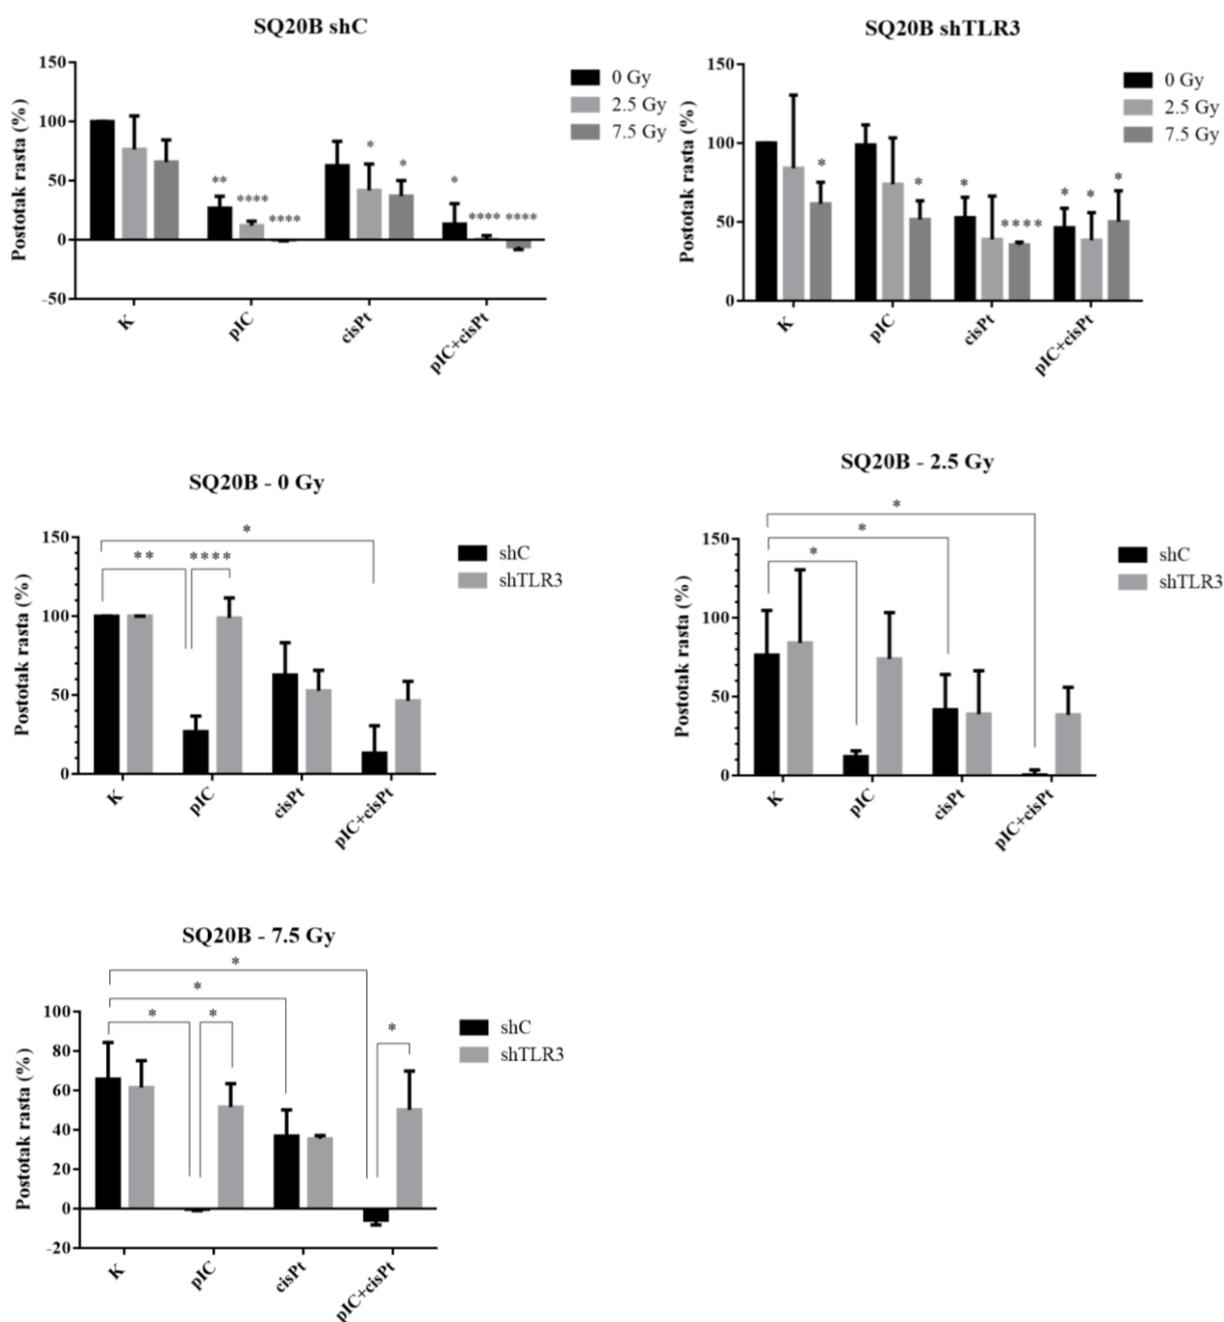 SQ20B shC
Postotak rasta (%)
150
100
50
0
-50
** **** ****
* *
* **** ****
K pIC cisPt pIC+cisPt
0 Gy
2.5 Gy
7.5 Gy
SQ20B shTLR3
Postotak rasta (%)
150
100
50
0
*
*
* ****
* * *
K pIC cisPt pIC+cisPt
0 Gy
2.5 Gy
7.5 Gy
SQ20B - 0 Gy
Postotak rasta (%)
150
100
50
0
*
** ****
K pIC cisPt pIC+cisPt
shC
shTLR3
SQ20B - 2.5 Gy
Postotak rasta (%)
150
100
50
0
*
*
*
K pIC cisPt pIC+cisPt
shC
shTLR3
SQ20B - 7.5 Gy
Postotak rasta (%)
100
80
60
40
20
0
-20
*
*
* * *
K pIC cisPt pIC+cisPt
shC
shTLR3